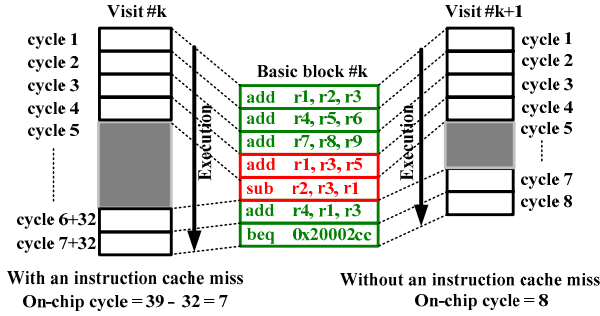 Visit #k
cycle 1
cycle 2
cycle 3
cycle 4
cycle 5
cycle 6+32
cycle 7+32
Execution
With an instruction cache miss
On-chip cycle = 39 – 32 = 7
Basic block #k
add r1, r2, r3
add r4, r5, r6
add r7, r8, r9
add r1, r3, r5
sub r2, r3, r1
add r4, r1, r3
beq 0x20002cc
Visit #k+1
cycle 1
cycle 2
cycle 3
cycle 4
cycle 5
cycle 7
cycle 8
Execution
Without an instruction cache miss
On-chip cycle = 8